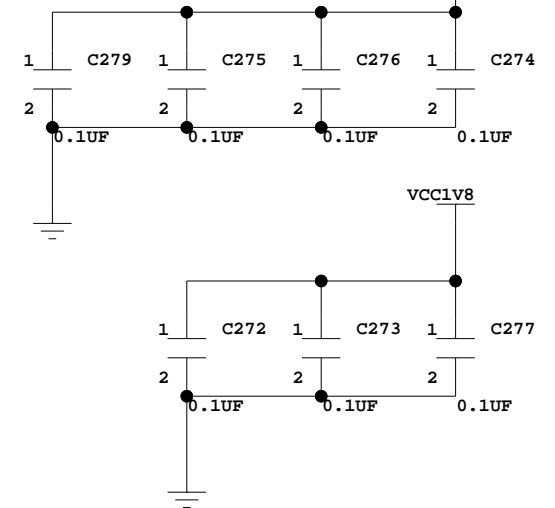 1 C279 1 C275 1 C276 1 C274
2 2 2 2
0.1UF 0.1UF 0.1UF 0.1UF
VCC1V8
1 C272 1 C273 1 C277
2 2 2
0.1UF 0.1UF 0.1UF